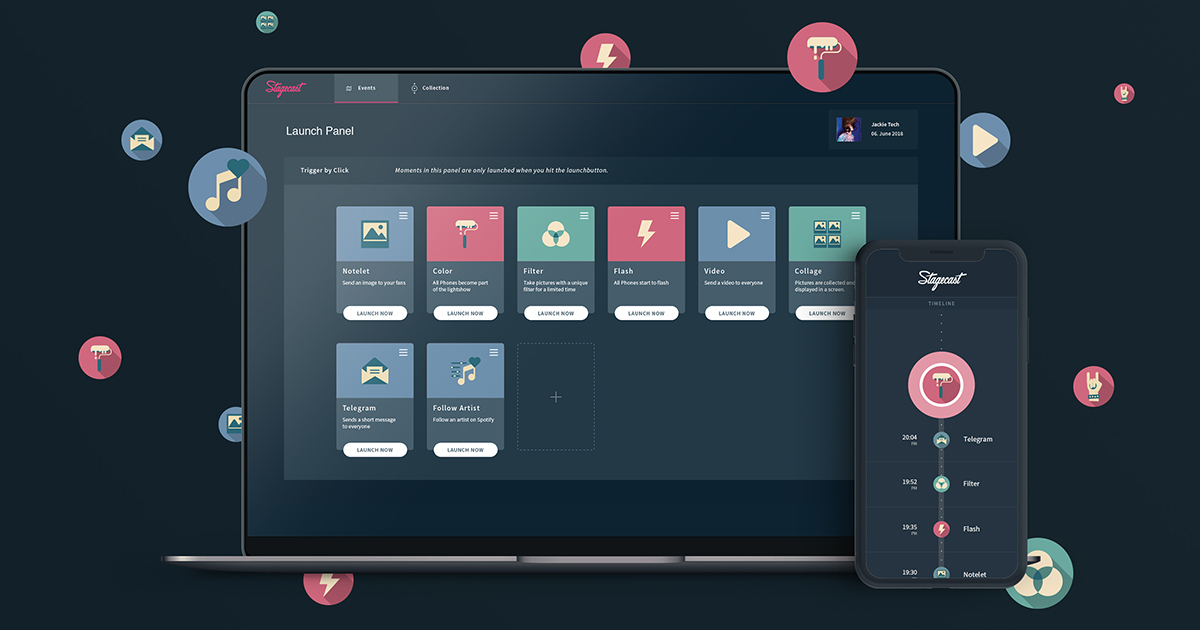 Stagecast
Events
Collection
Launch Panel
Jackie Tech
06. June 2018
Trigger by Click
Moments in this panel are only launched when you hit the launchbutton.
Notelet
Send an image to your fans
LAUNCH NOW
Color
All Phones become part
of the lightshow
LAUNCH NOW
Filter
Take pictures with a unique
filter for a limited time
LAUNCH NOW
Flash
All Phones start to flash
LAUNCH NOW
Video
Send a video to everyone
LAUNCH NOW
Collage
Pictures are collected and
displayed in a screen.
LAUNCH NOW
Telegram
Sends a short message
to everyone
LAUNCH NOW
Follow Artist
Follow an artist on Spotify
LAUNCH NOW
+
Stagecast
TIMELINE
20:04
PM
Telegram
19:52
PM
Filter
19:35
PM
Flash
19:30
Notelet